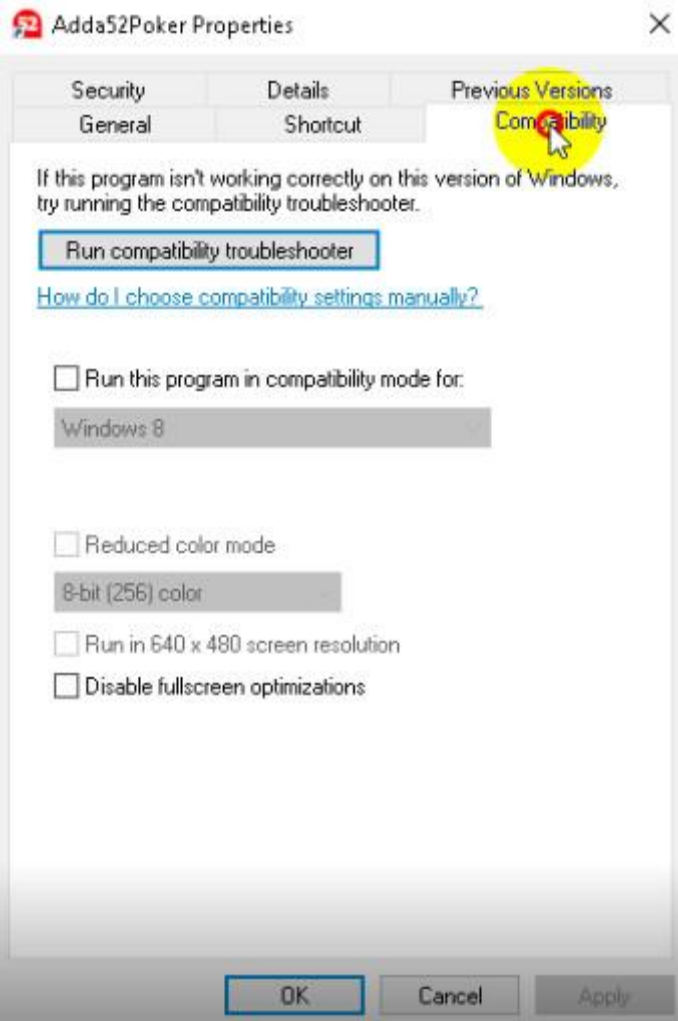 52
Adda52Poker Properties
Security Details Previous Versions
General Shortcut Compatibility
If this program isn't working correctly on this version of Windows,
try running the compatibility troubleshooter.
Run compatibility troubleshooter
How do I choose compatibility settings manually?
Run this program in compatibility mode for:
Windows 8
Reduced color mode
8-bit (256) color
Run in 640 x 480 screen resolution
Disable fullscreen optimizations
OK Cancel Apply